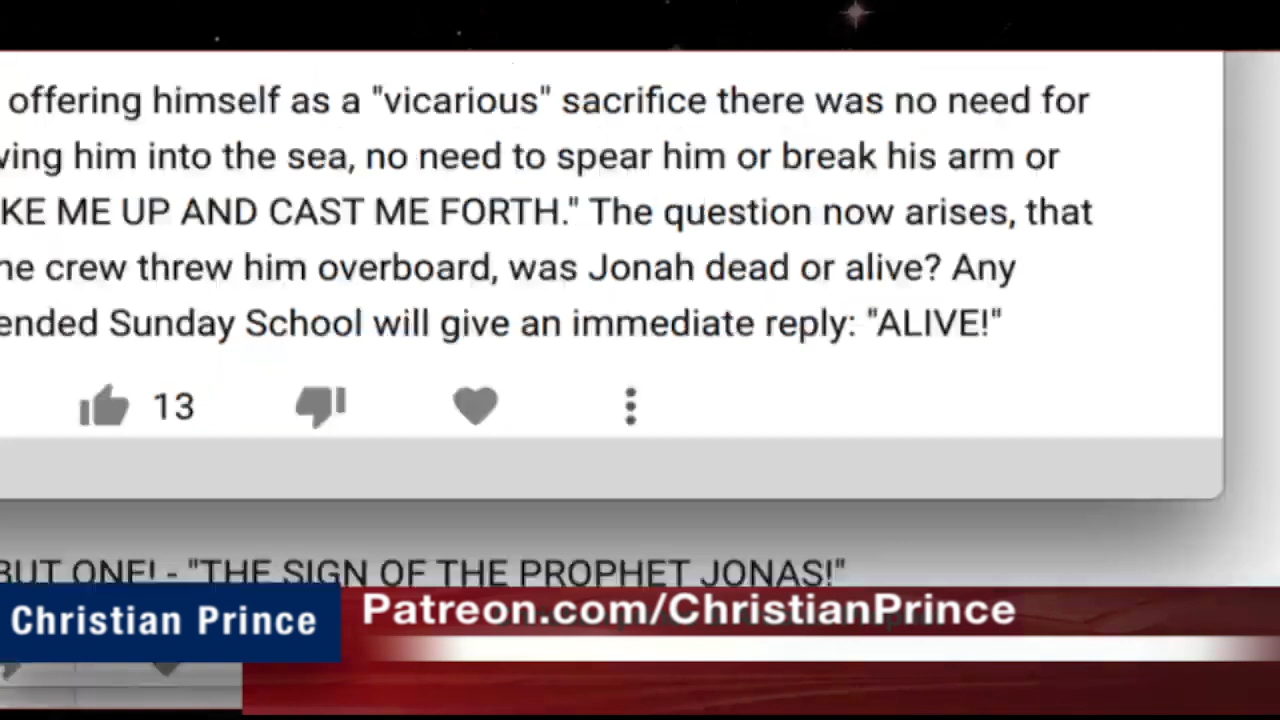 offering himself as a "vicarious" sacrifice there was no need for
him into the sea, no need to spear him or break his arm or
KE ME UP AND CAST ME FORTH." The question now arises, that
crew threw him overboard, was Jonah dead or alive? Any
ended Sunday School will give an immediate reply: "ALIVE!"
13
BUT ONE! - "THE SIGN OF THE PROPHET JONAS!"
Christian Prince
Patreon.com/ChristianPrince